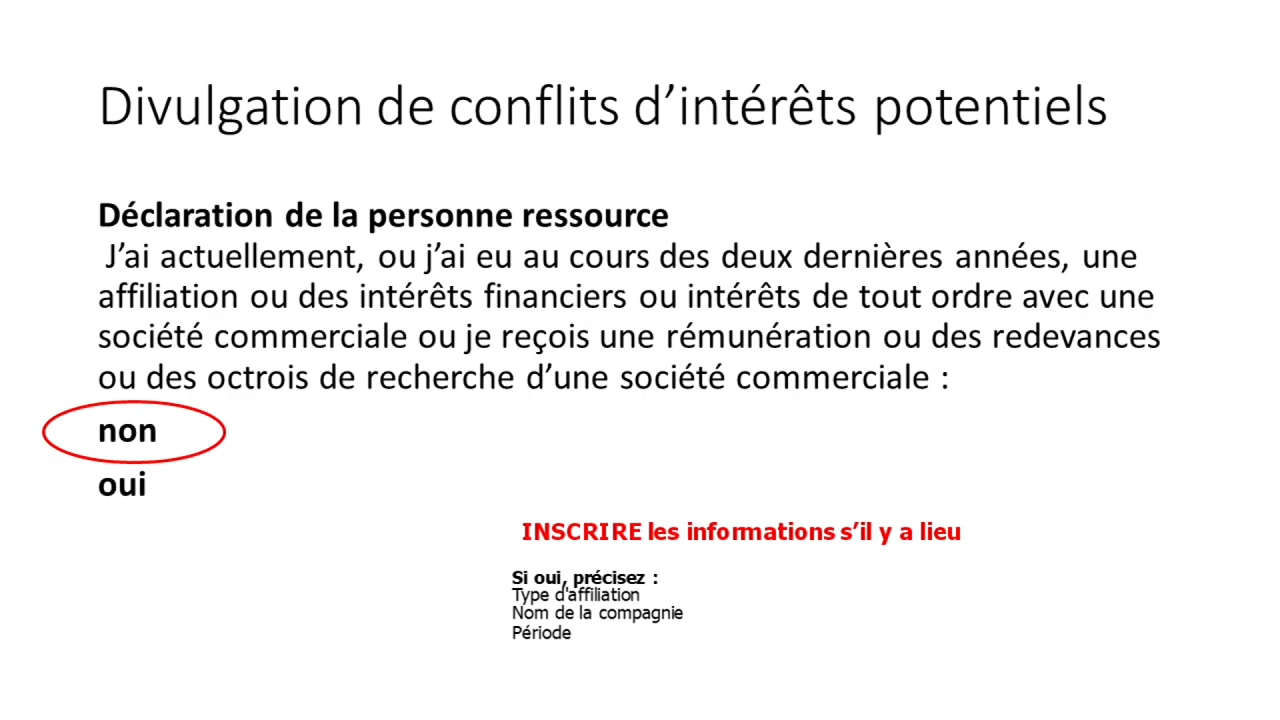 Divulgation de conflits d’intérêts potentiels
Déclaration de la personne ressource
J’ai actuellement, ou j’ai eu au cours des deux dernières années, une
affiliation ou des intérêts financiers ou intérêts de tout ordre avec une
société commerciale ou je reçois une rémunération ou des redevances
ou des octrois de recherche d’une société commerciale :
non
oui
INSCRIRE les informations s’il y a lieu
Si oui, précisez :
Type d'affiliation
Nom de la compagnie
Période